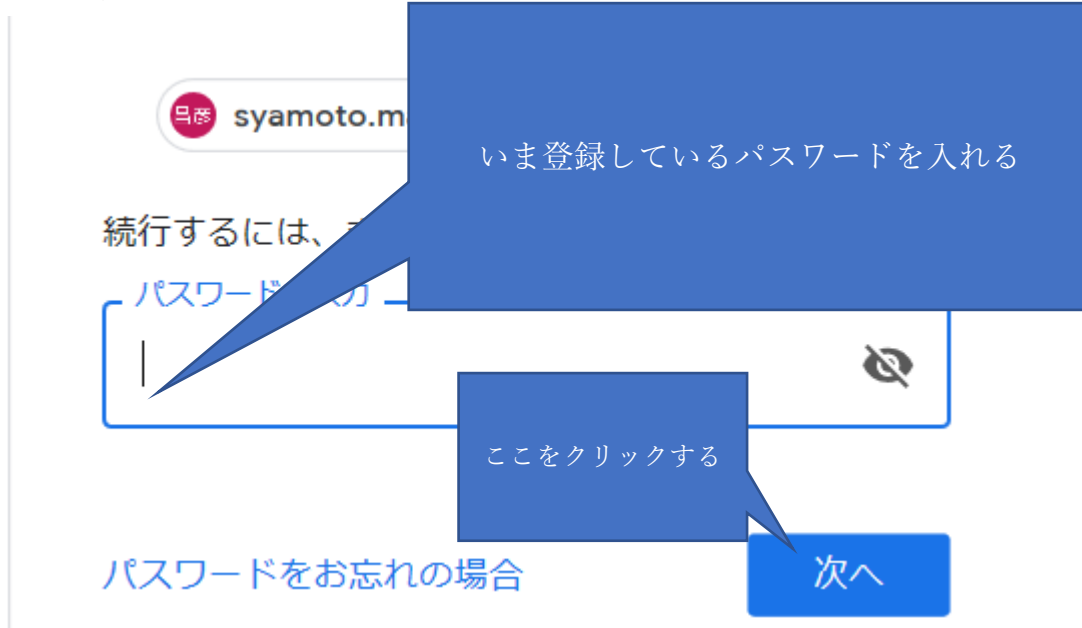 syamoto.m
いま登録しているパスワードを入れる
続行するには、
パスワード 入力
ここをクリックする
パスワードをお忘れの場合
次へ